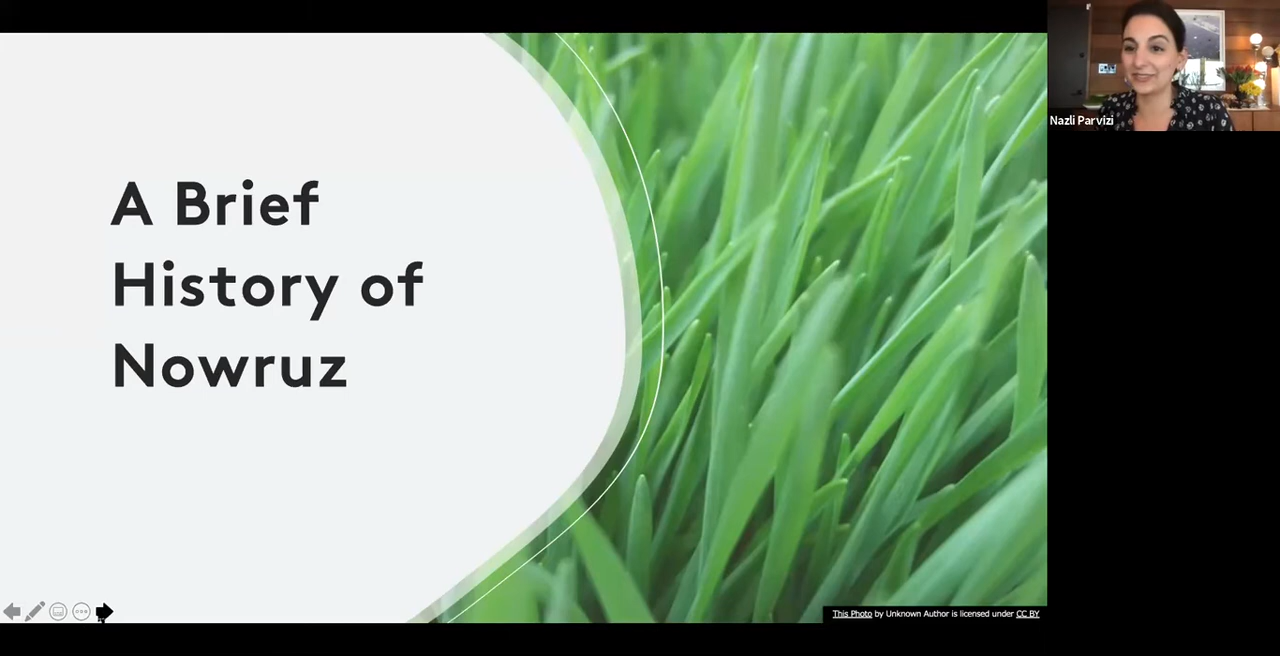 A Brief
History of
Nowruz
Nazli Parvizi
This Photo by Unknown Author is licensed under CC BY